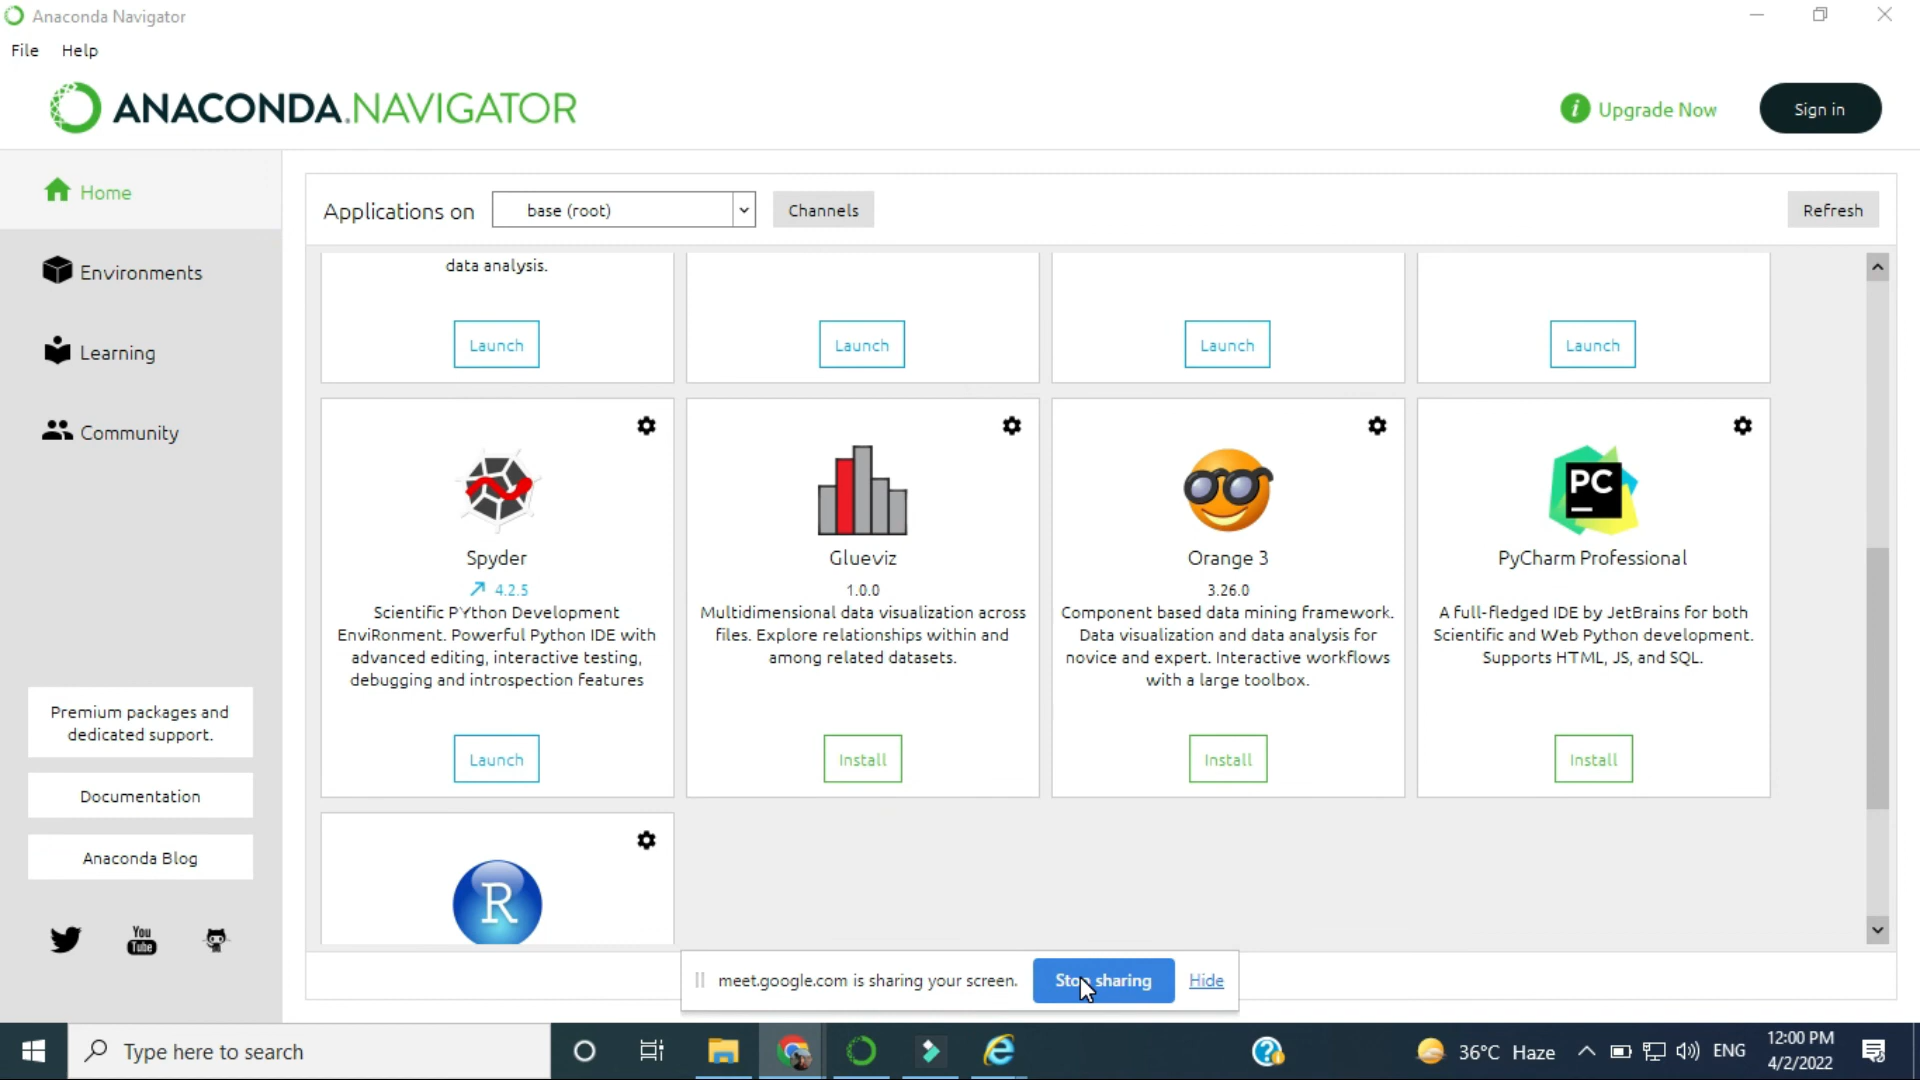 Anaconda Navigator
File Help
ANACONDA.NAVIGATOR
Upgrade Now
Sign in
Home
Environments
Learning
Community
Premium packages and
dedicated support.
Documentation
Anaconda Blog
You
Tube
Applications on base (root) Channels Refresh
data analysis.
Launch Launch Launch Launch
Spyder
4.2.5
Scientific PYthon Development
EnviRonment. Powerful Python IDE with
advanced editing, interactive testing,
debugging and introspection features
Launch
Glueviz
1.0.0
Multidimensional data visualization across
files. Explore relationships within and
among related datasets.
Install
Orange 3
3.26.0
Component based data mining framework.
Data visualization and data analysis for
novice and expert. Interactive workflows
with a large toolbox.
Install
PC
PyCharm Professional
A full-fledged IDE by JetBrains for both
Scientific and Web Python development.
Supports HTML, JS, and SQL.
Install
R
meet.google.com is sharing your screen. Stop sharing Hide
Type here to search
36°C Haze
ENG
12:00 PM
4/2/2022